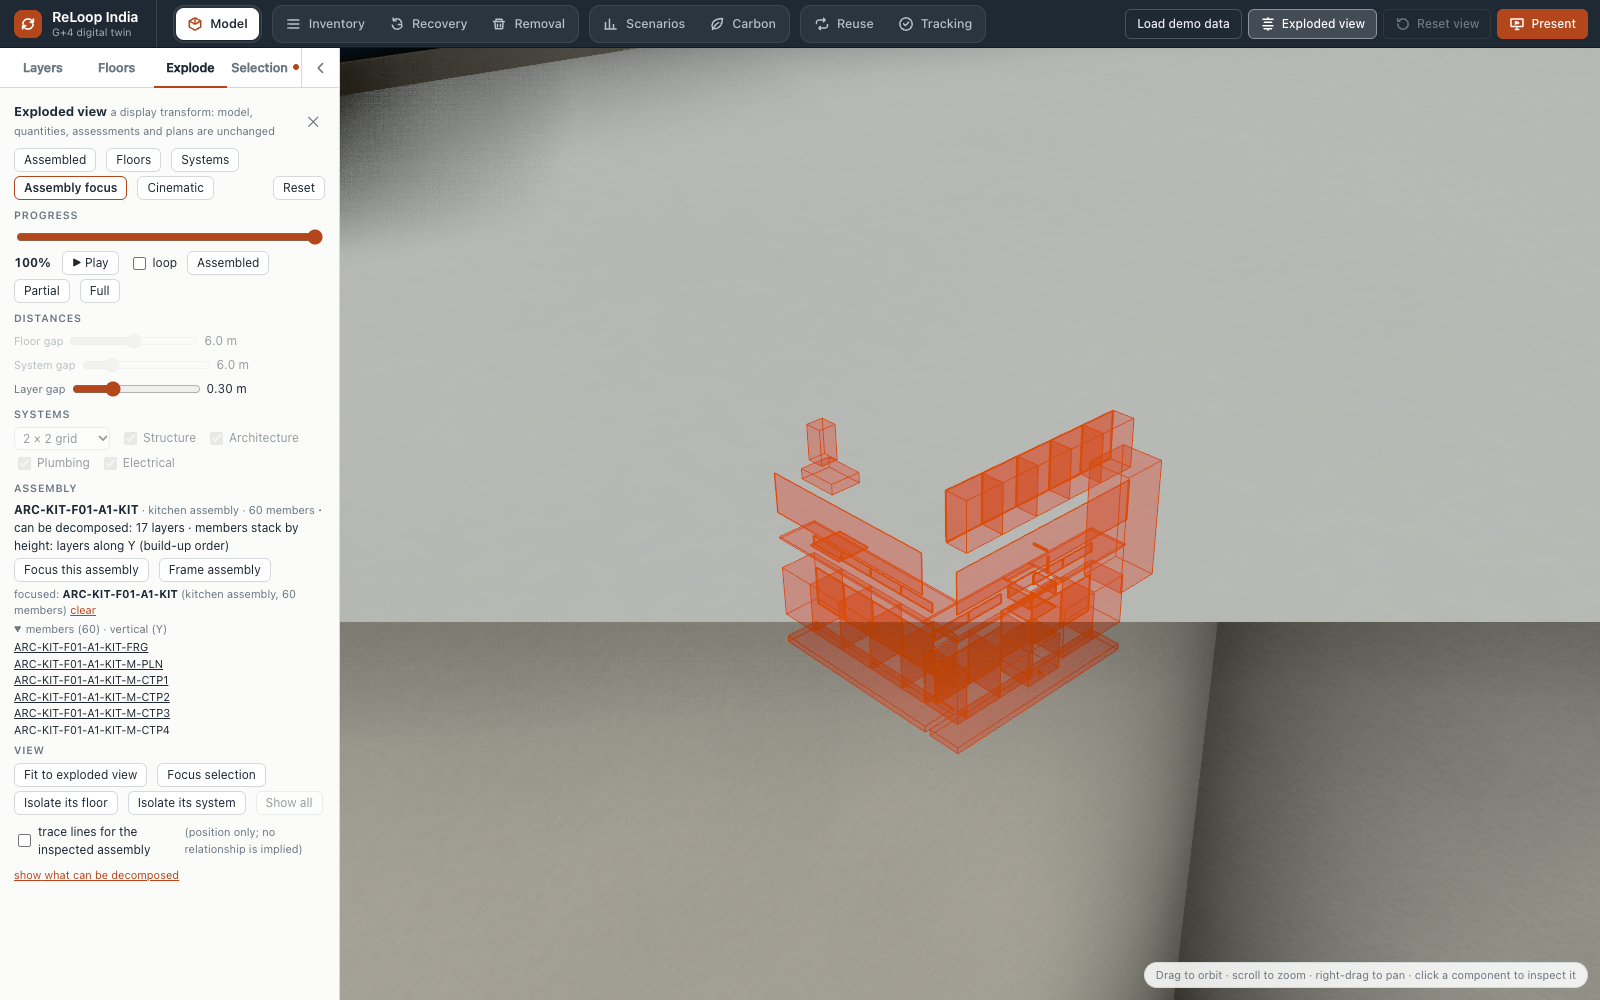 ReLoop India
G+4 digital twin
Model
Inventory
Recovery
Removal
Scenarios
Carbon
Reuse
Tracking
Load demo data
Exploded view
Reset view
Present
Layers
Floors
Explode
Selection
Exploded view a display transform: model,
quantities, assessments and plans are unchanged
Assembled
Floors
Systems
Assembly focus
Cinematic
Reset
PROGRESS
100%
Play
loop
Assembled
Partial
Full
DISTANCES
Floor gap
6.0 m
System gap
6.0 m
Layer gap
0.30 m
SYSTEMS
2 × 2 grid
Structure
Architecture
Plumbing
Electrical
ASSEMBLY
ARC-KIT-F01-A1-KIT · kitchen assembly · 60 members ·
can be decomposed: 17 layers · members stack by
height: layers along Y (build-up order)
Focus this assembly
Frame assembly
focused: ARC-KIT-F01-A1-KIT (kitchen assembly, 60
members) clear
▼ members (60) · vertical (Y)
ARC-KIT-F01-A1-KIT-FRG
ARC-KIT-F01-A1-KIT-M-PLN
ARC-KIT-F01-A1-KIT-M-CTP1
ARC-KIT-F01-A1-KIT-M-CTP2
ARC-KIT-F01-A1-KIT-M-CTP3
ARC-KIT-F01-A1-KIT-M-CTP4
VIEW
Fit to exploded view
Focus selection
Isolate its floor
Isolate its system
Show all
trace lines for the
inspected assembly
(position only; no
relationship is implied)
show what can be decomposed
Drag to orbit · scroll to zoom · right-drag to pan · click a component to inspect it